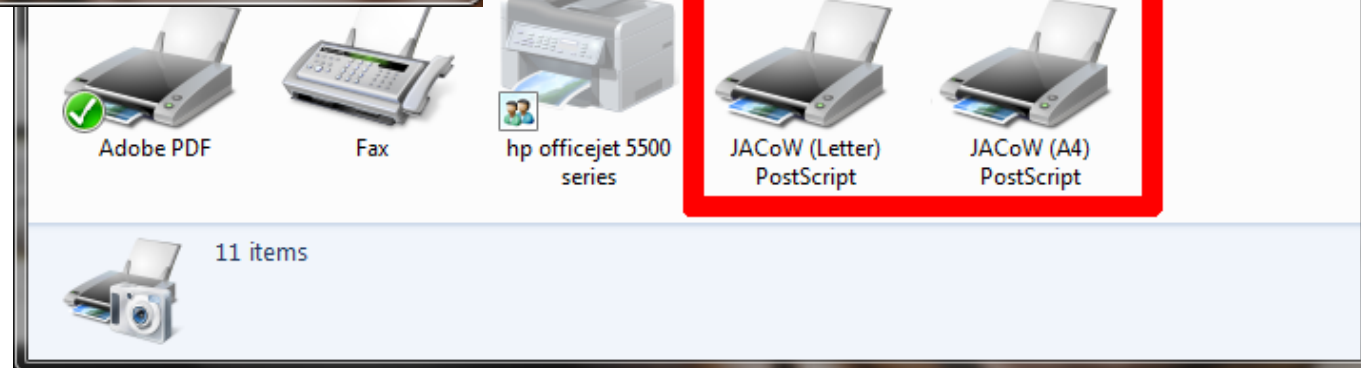 Adobe PDF
Fax
hp officejet 5500
series
JACoW (Letter)
PostScript
JACoW (A4)
PostScript
11 items